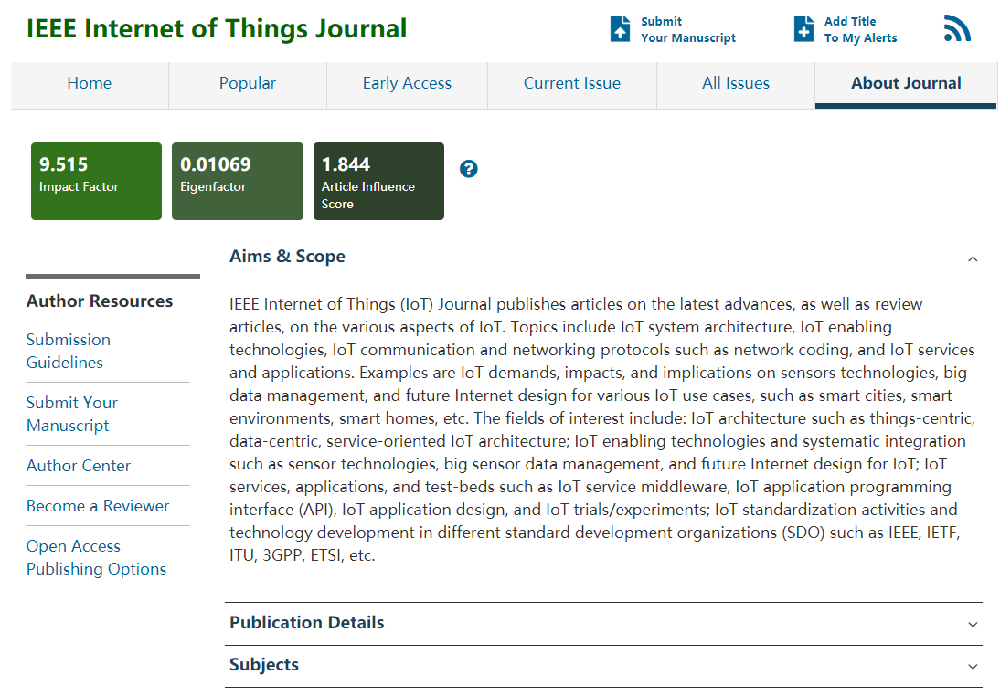 IEEE Internet of Things Journal
Submit
Your Manuscript
Add Title
To My Alerts
Home
Popular
Early Access
Current Issue
All Issues
About Journal
9.515
Impact Factor
0.01069
Eigenfactor
1.844
Article Influence
Score
?
Author Resources
Submission
Guidelines
Submit Your
Manuscript
Author Center
Become a Reviewer
Open Access
Publishing Options
Aims & Scope
IEEE Internet of Things (IoT) Journal publishes articles on the latest advances, as well as review
articles, on the various aspects of IoT. Topics include IoT system architecture, IoT enabling
technologies, IoT communication and networking protocols such as network coding, and IoT services
and applications. Examples are IoT demands, impacts, and implications on sensors technologies, big
data management, and future Internet design for various IoT use cases, such as smart cities, smart
environments, smart homes, etc. The fields of interest include: IoT architecture such as things-centric,
data-centric, service-oriented IoT architecture; IoT enabling technologies and systematic integration
such as sensor technologies, big sensor data management, and future Internet design for IoT; IoT
services, applications, and test-beds such as IoT service middleware, IoT application programming
interface (API), IoT application design, and IoT trials/experiments; IoT standardization activities and
technology development in different standard development organizations (SDO) such as IEEE, IETF,
ITU, 3GPP, ETSI, etc.
Publication Details
Subjects